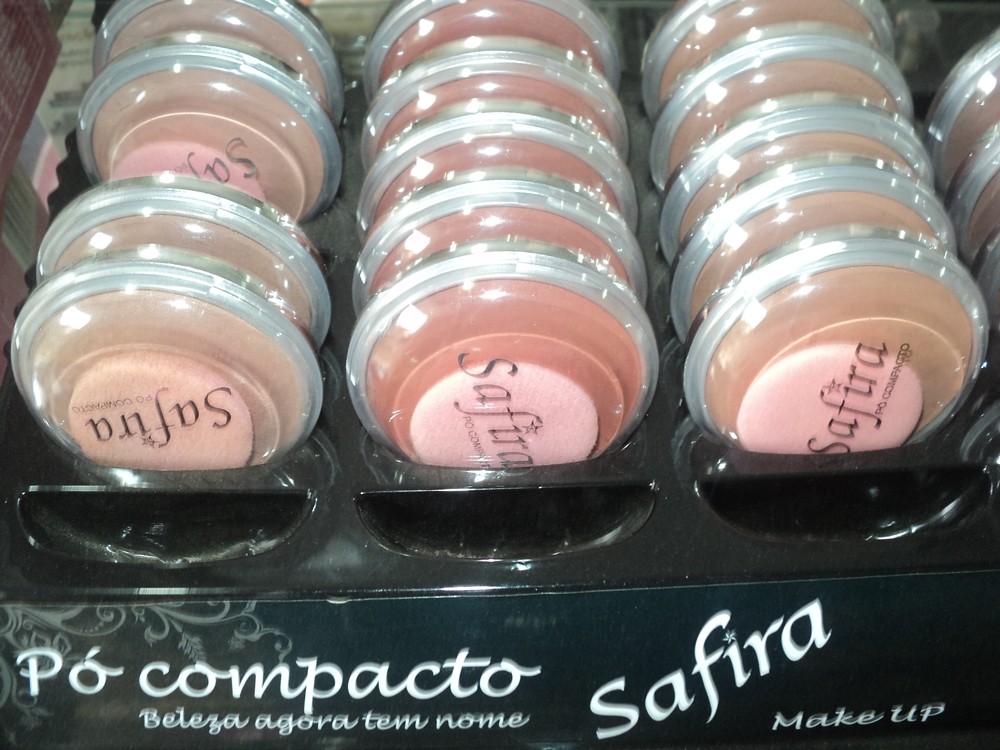 Safira
Safira
PÓ COMPACTO
Safira
PÓ COMPACTO
Safira
PÓ COMPACTO
Pó compacto
Beleza agora tem nome
Safira
Make UP